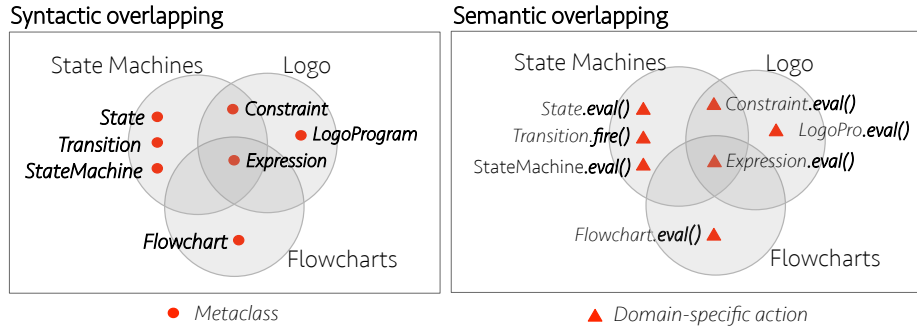 Syntactic overlapping
State Machines
Logo
State
Constraint
LogoProgram
Transition
Expression
StateMachine
Flowchart
Flowcharts
Metaclass
Semantic overlapping
State Machines
Logo
State.eval()
Constraint.eval()
LogoPro.eval()
Transition.fire()
Expression.eval()
StateMachine.eval()
Flowchart.eval()
Flowcharts
Domain-specific action